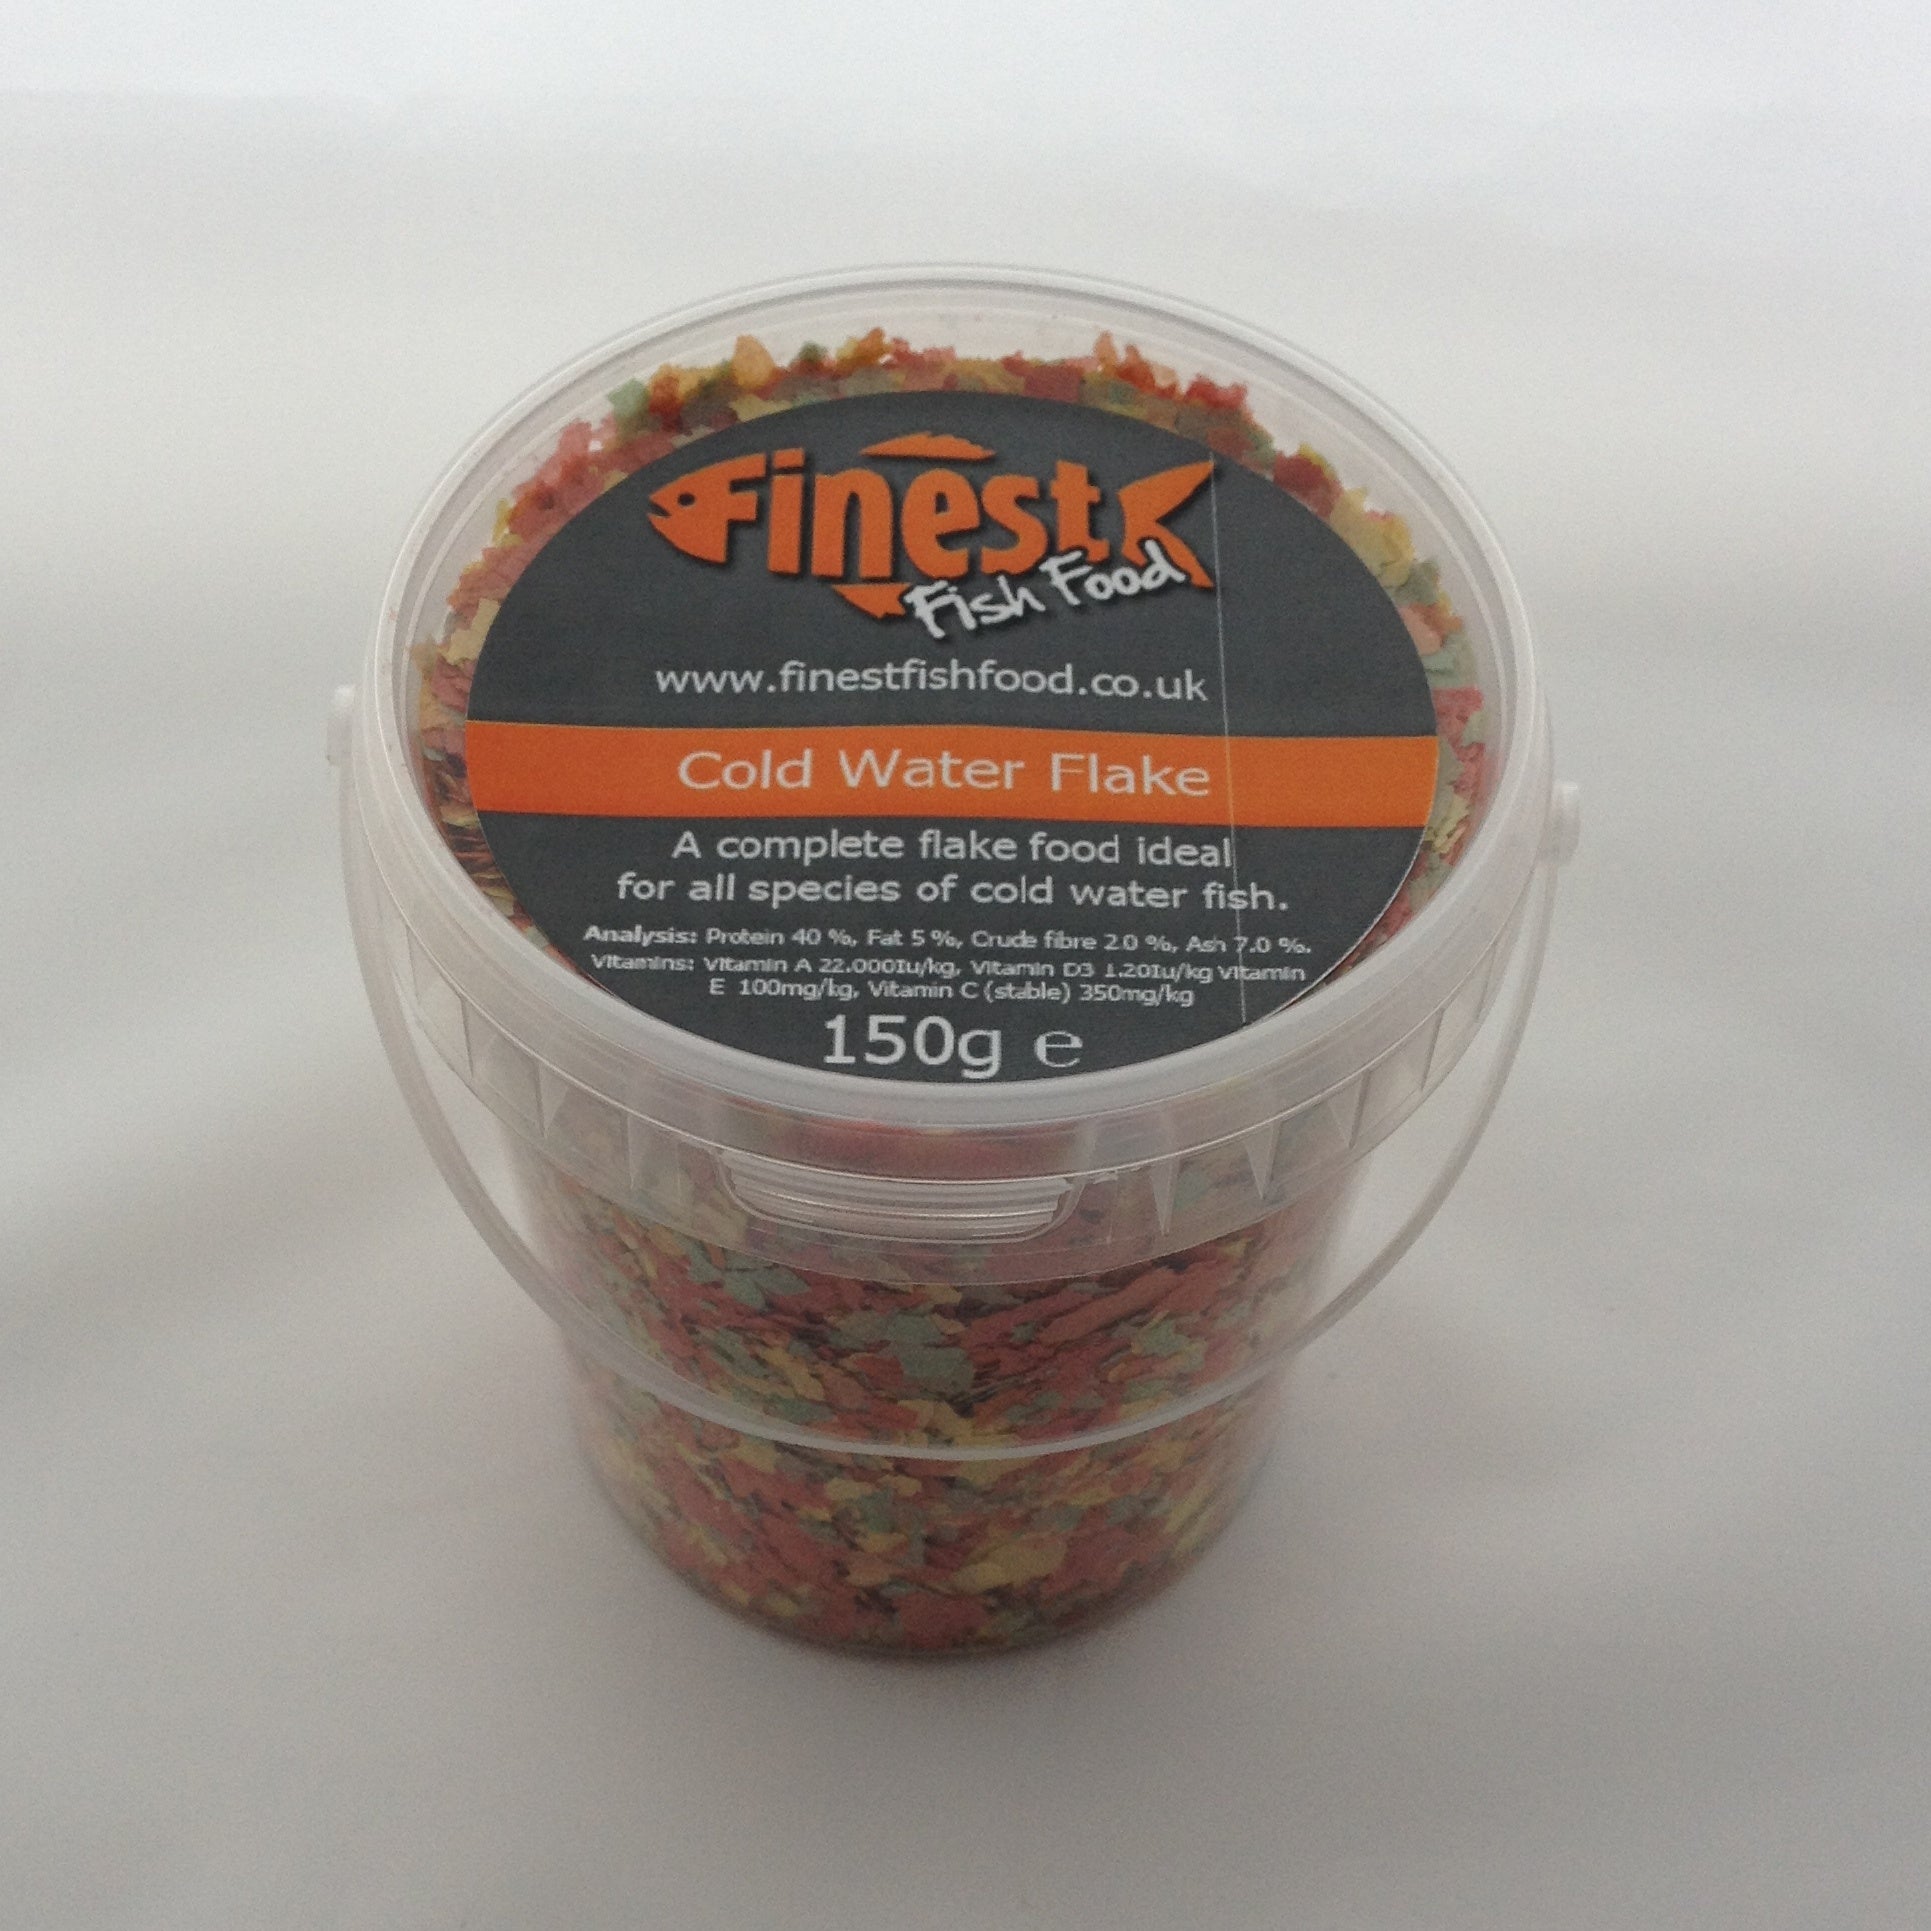 Finest
Fish Food
www.finestfishfood.co.uk
Cold Water Flake
A complete flake food ideal
for all species of cold water fish.
Analysis: Protein 40 %, Fat 5 %, Crude fibre 2.0 %, Ash 7.0 %.
Vitamins: Vitamin A 22.000Iu/kg, Vitamin D3 1.20Iu/kg Vitamin
E 100mg/kg, Vitamin C (stable) 350mg/kg
150g ℮